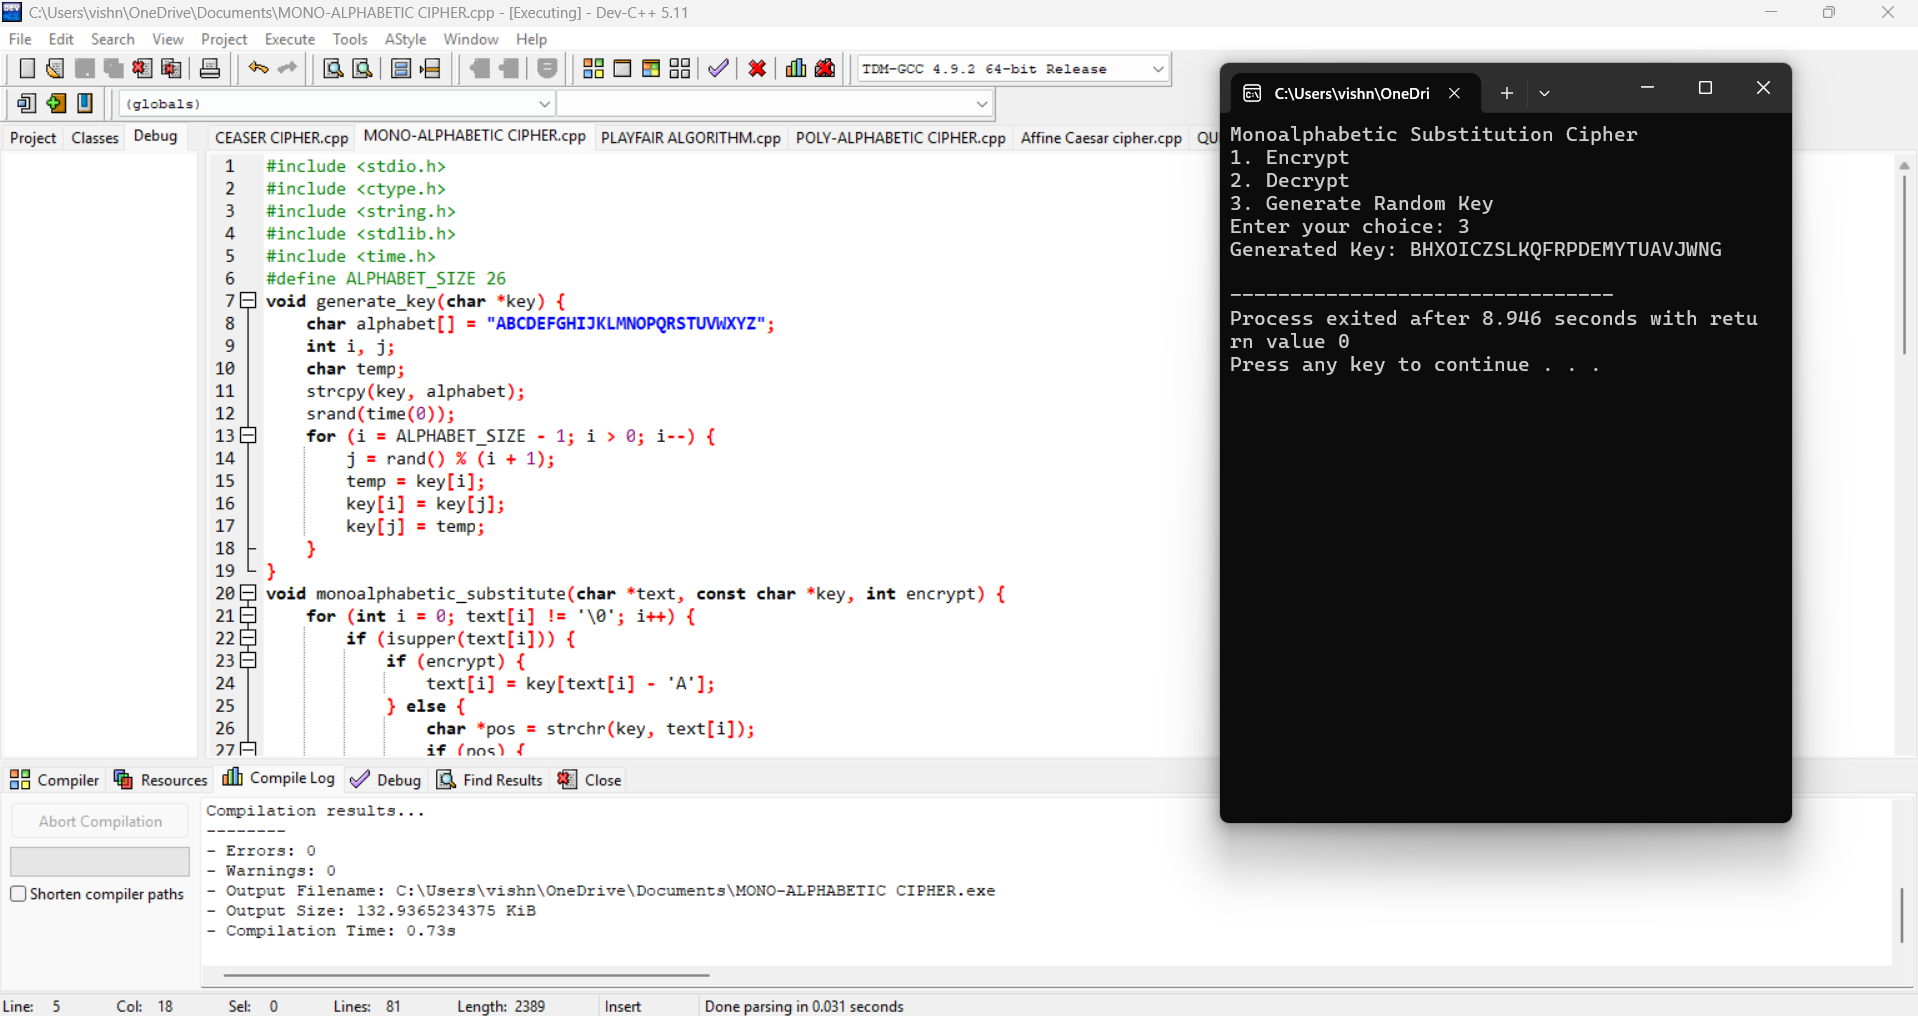 C:\Users\vishn\OneDrive\Documents\MONO-ALPHABETIC CIPHER.cpp - [Executing] - Dev-C++ 5.11
File Edit Search View Project Execute Tools AStyle Window Help
TDM-GCC 4.9.2 64-bit Release
(globals)
Project Classes Debug
CEASER CIPHER.cpp MONO-ALPHABETIC CIPHER.cpp PLAYFAIR ALGORITHM.cpp POLY-ALPHABETIC CIPHER.cpp Affine Caesar cipher.cpp QU
1 #include <stdio.h>
2 #include <ctype.h>
3 #include <string.h>
4 #include <stdlib.h>
5 #include <time.h>
6 #define ALPHABET_SIZE 26
7 void generate_key(char *key) {
8 char alphabet[] = "ABCDEFGHIJKLMNOPQRSTUVWXYZ";
9 int i, j;
10 char temp;
11 strcpy(key, alphabet);
12 srand(time(0));
13 for (i = ALPHABET_SIZE - 1; i > 0; i--) {
14 j = rand() % (i + 1);
15 temp = key[i];
16 key[i] = key[j];
17 key[j] = temp;
18 }
19 }
20 void monoalphabetic_substitute(char *text, const char *key, int encrypt) {
21 for (int i = 0; text[i] != '\0'; i++) {
22 if (isupper(text[i])) {
23 if (encrypt) {
24 text[i] = key[text[i] - 'A'];
25 } else {
26 char *pos = strchr(key, text[i]);
27 if (pos) {
C:\Users\vishn\OneDri
Monoalphabetic Substitution Cipher
1. Encrypt
2. Decrypt
3. Generate Random Key
Enter your choice: 3
Generated Key: BHXOICZSLKQFRPDEMYTUAVJWNG
--------------------------------
Process exited after 8.946 seconds with retu
rn value 0
Press any key to continue . . .
Compiler Resources Compile Log Debug Find Results Close
Abort Compilation
Shorten compiler paths
Compilation results...
--------
- Errors: 0
- Warnings: 0
- Output Filename: C:\Users\vishn\OneDrive\Documents\MONO-ALPHABETIC CIPHER.exe
- Output Size: 132.9365234375 KiB
- Compilation Time: 0.73s
Line: 5 Col: 18 Sel: 0 Lines: 81 Length: 2389 Insert Done parsing in 0.031 seconds